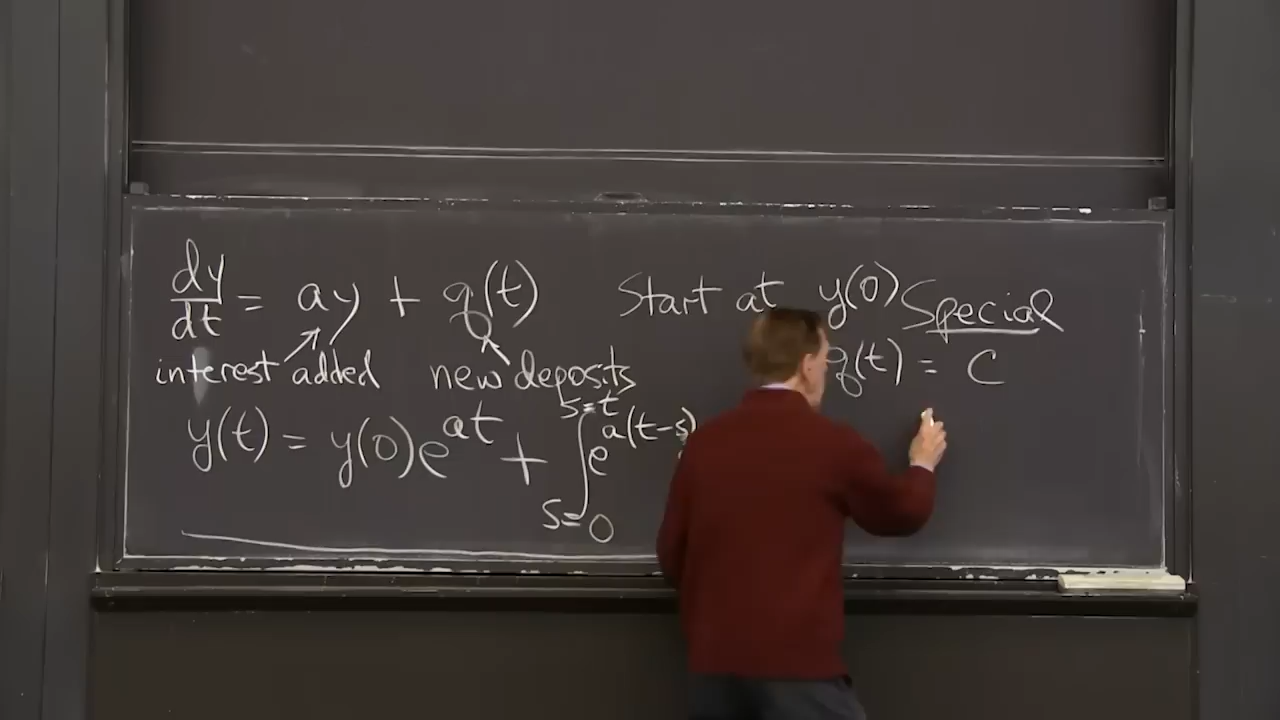 dy/dt = ay + q(t) Start at y(0) Special
interest added new deposits q(t) = C
y(t) = y(0)e^{at} + ∫_{s=0}^{s=t} e^{a(t-s)}